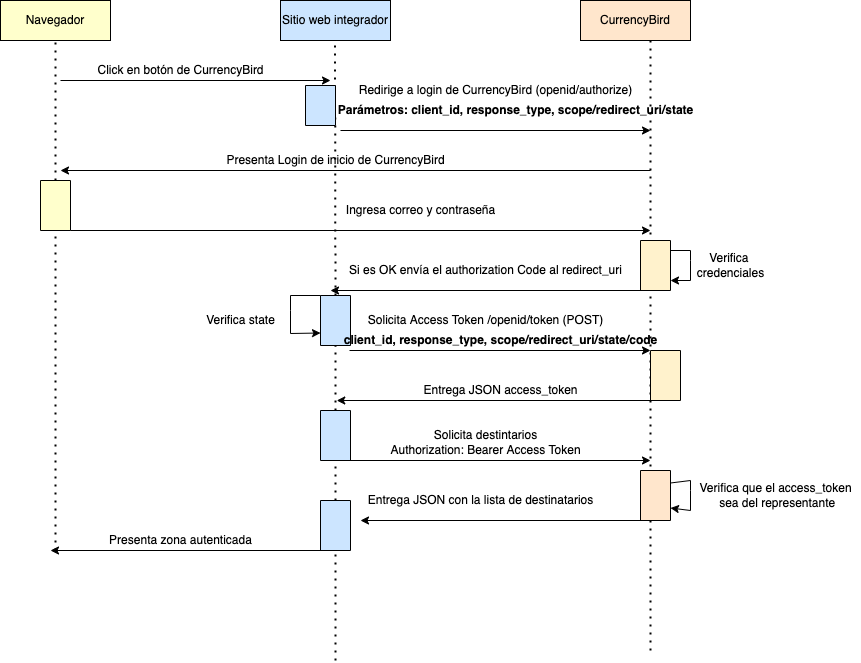 Navegador
Sitio web integrador
CurrencyBird
Click en botón de CurrencyBird
Redirige a login de CurrencyBird (openid/authorize)
Parámetros: client_id, response_type, scope/redirect_uri/state
Presenta Login de inicio de CurrencyBird
Ingresa correo y contraseña
Verifica
credenciales
Si es OK envía el authorization Code al redirect_uri
Verifica state
Solicita Access Token /openid/token (POST)
client_id, response_type, scope/redirect_uri/state/code
Entrega JSON access_token
Solicita destintarios
Authorization: Bearer Access Token
Verifica que el access_token
sea del representante
Entrega JSON con la lista de destinatarios
Presenta zona autenticada